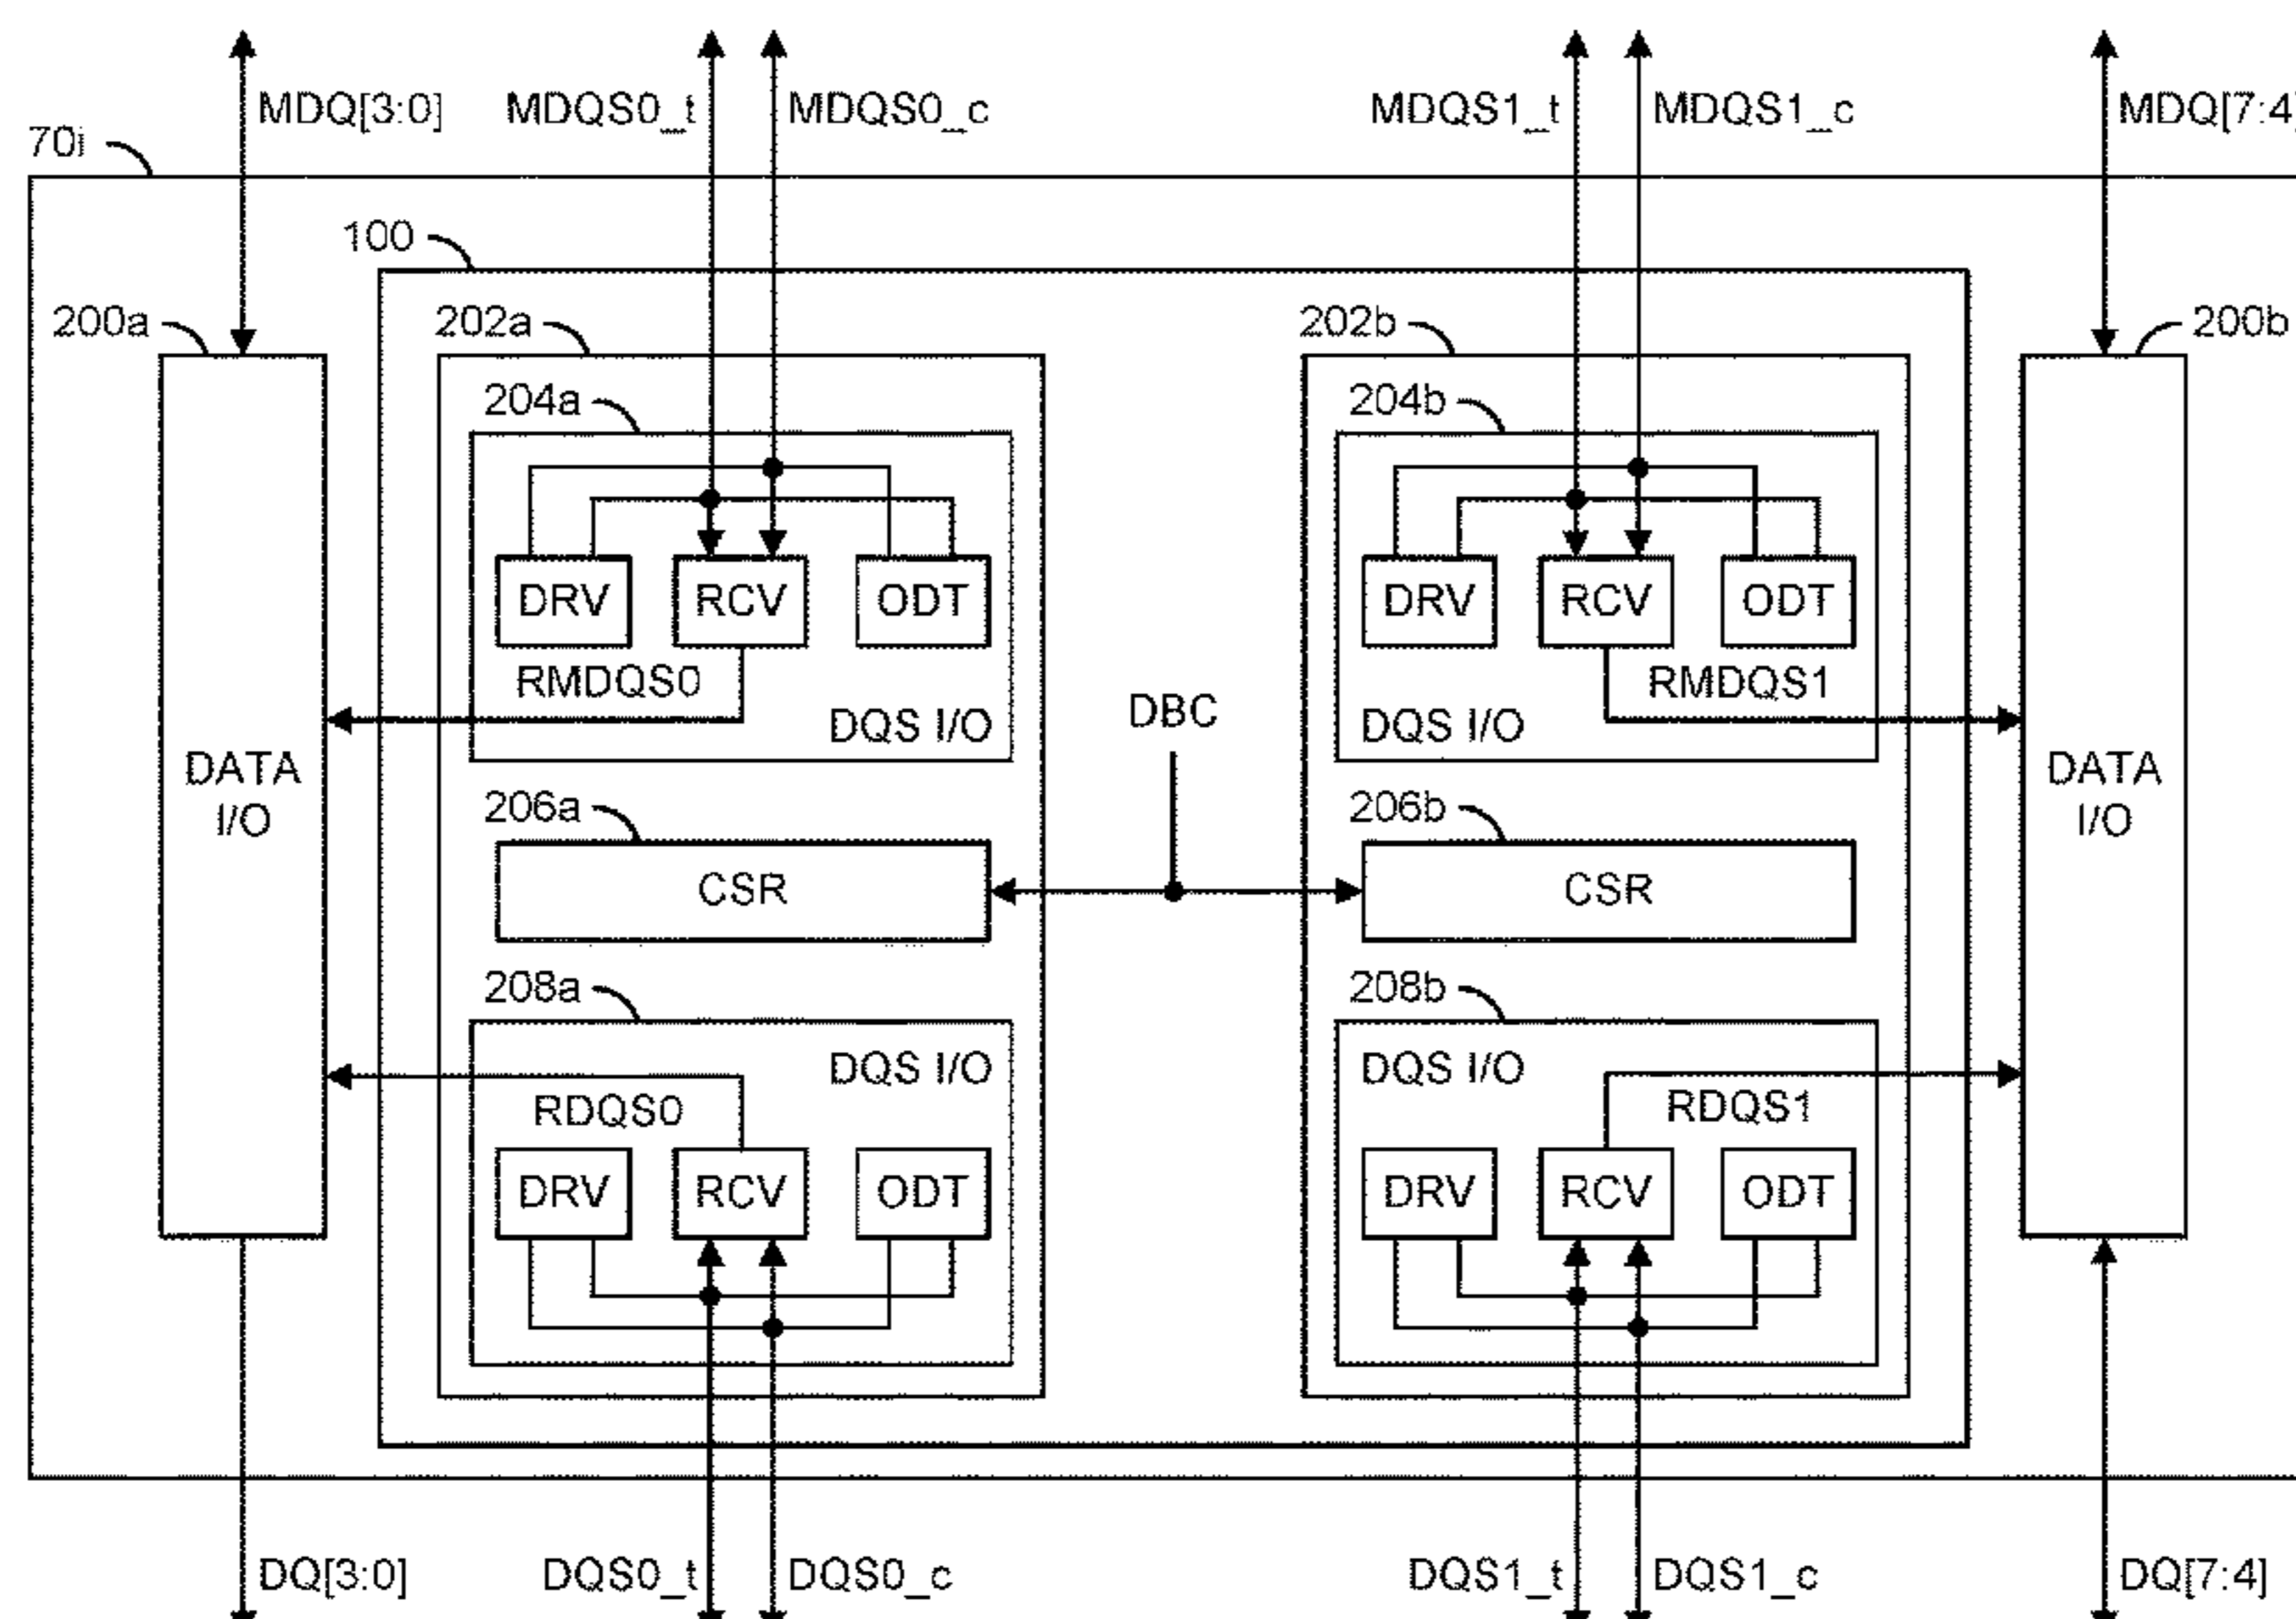 MDQ[3:0] MDQS0_t MDQS0_c MDQS1_t MDQS1_c MDQ[7:4]
70i
100
200a 202a 202b 200b
204a 204b
DRV RCV ODT DRV RCV ODT
RMDQS0 RMDQS1
DQS I/O DBC DQS I/O
DATA I/O DATA I/O
206a 206b
CSR CSR
208a 208b
DQS I/O DQS I/O
RDQS0 RDQS1
DRV RCV ODT DRV RCV ODT
DQ[3:0] DQS0_t DQS0_c DQS1_t DQS1_c DQ[7:4]